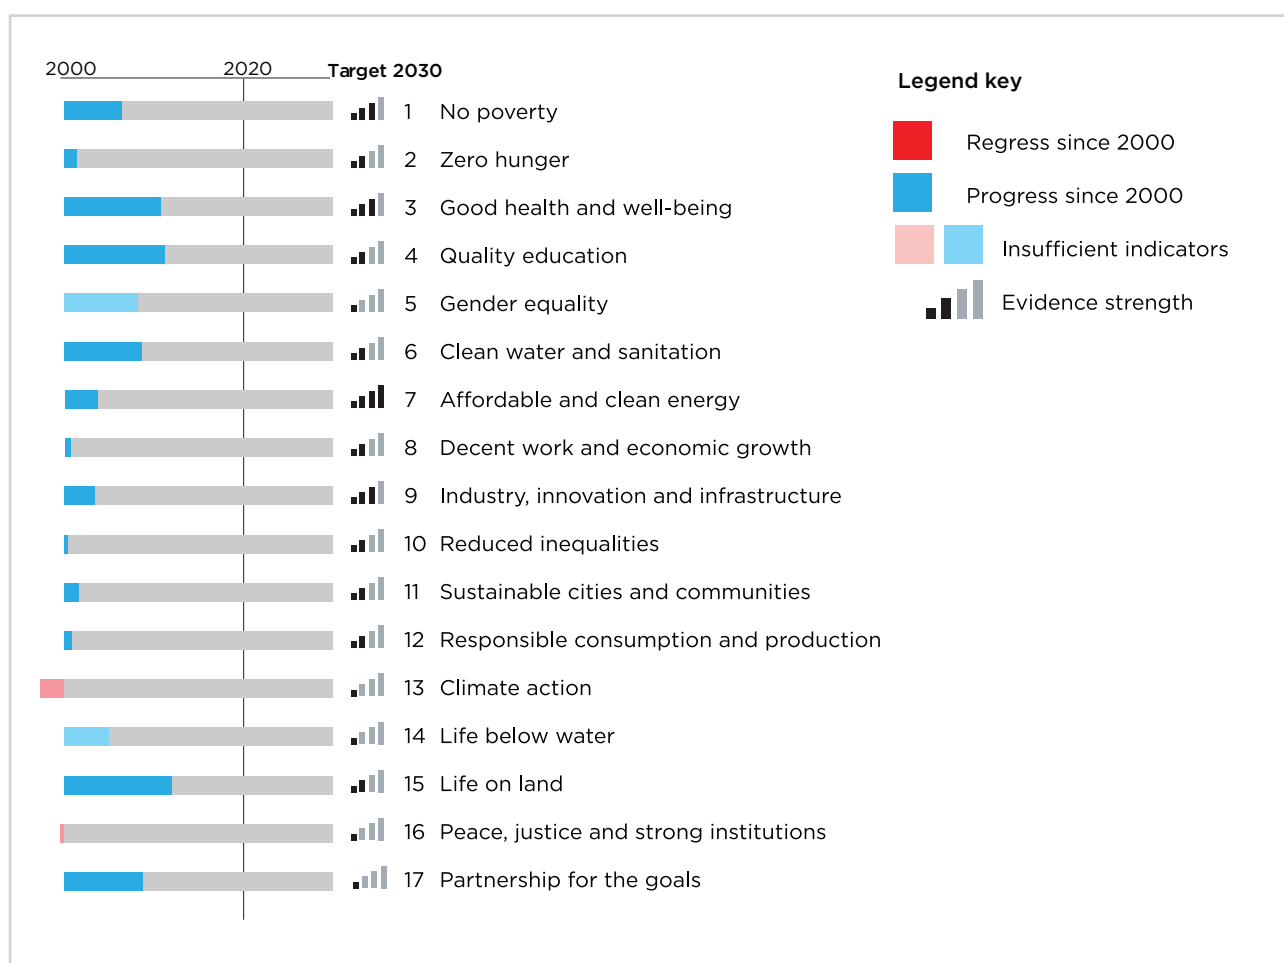 2000 2020 Target 2030
1 No poverty
2 Zero hunger
3 Good health and well-being
4 Quality education
5 Gender equality
6 Clean water and sanitation
7 Affordable and clean energy
8 Decent work and economic growth
9 Industry, innovation and infrastructure
10 Reduced inequalities
11 Sustainable cities and communities
12 Responsible consumption and production
13 Climate action
14 Life below water
15 Life on land
16 Peace, justice and strong institutions
17 Partnership for the goals
Legend key
Regress since 2000
Progress since 2000
Insufficient indicators
Evidence strength